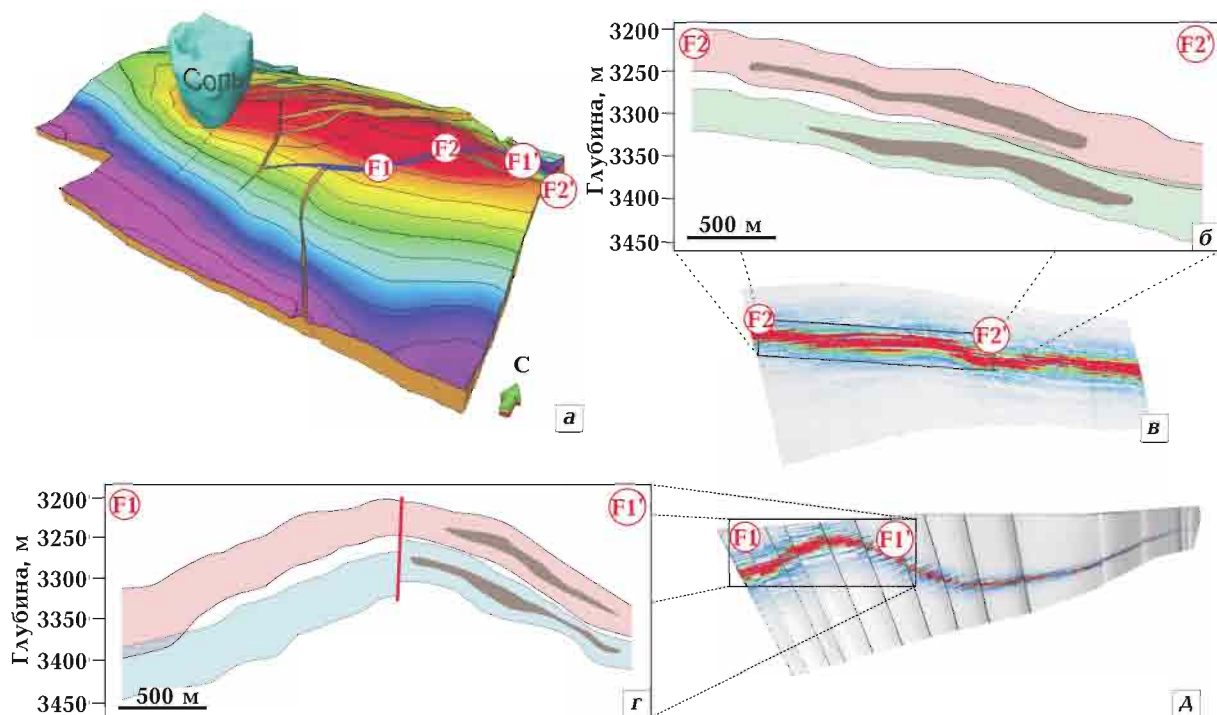 Соль
F1
F2
F1'
F2'
С
а
Глубина, м
3200
3250
3300
3350
3400
3450
F2
F2'
500 м
б
F2
F2'
в
Глубина, м
3200
3250
3300
3350
3400
3450
F1
F1'
500 м
г
F1
F1'
д